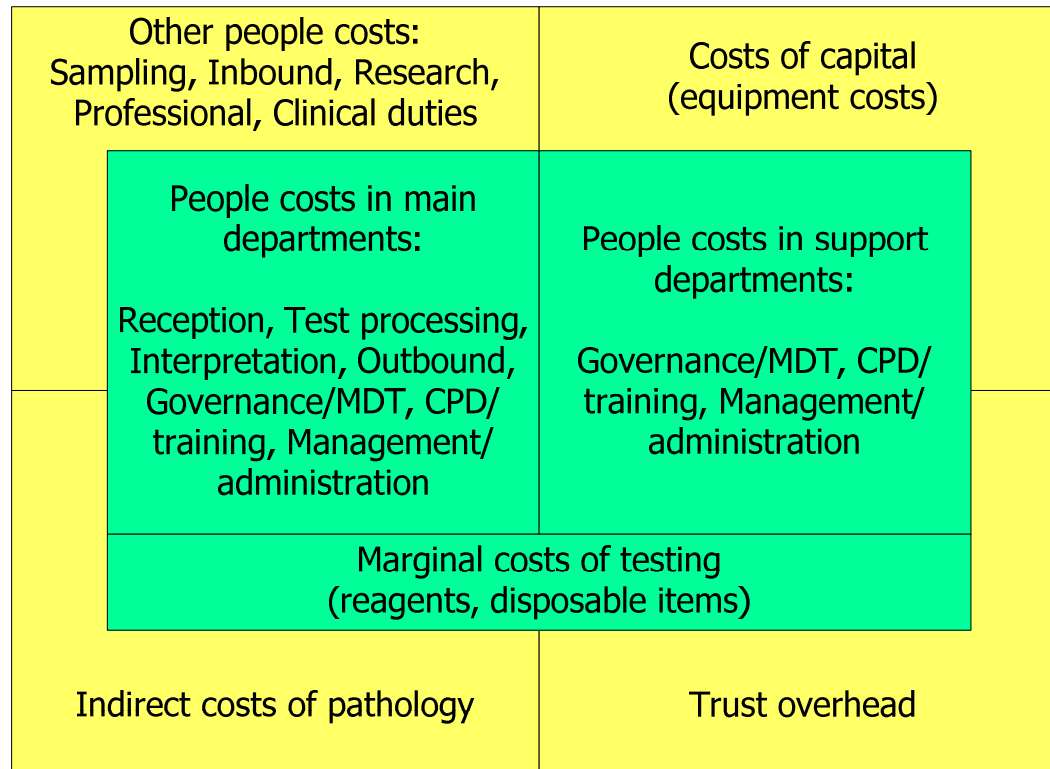 Other people costs:
Sampling, Inbound, Research,
Professional, Clinical duties
Costs of capital
(equipment costs)
People costs in main
departments:
Reception, Test processing,
Interpretation, Outbound,
Governance/MDT, CPD/
training, Management/
administration
People costs in support
departments:
Governance/MDT, CPD/
training, Management/
administration
Marginal costs of testing
(reagents, disposable items)
Indirect costs of pathology
Trust overhead